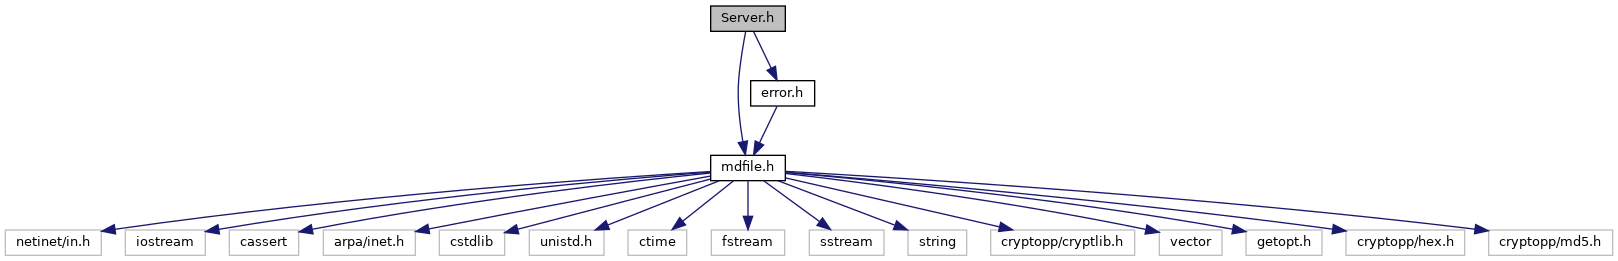 Server.h
error.h
mdfile.h
netinet/in.h
iostream
cassert
arpa/inet.h
cstdlib
unistd.h
ctime
fstream
sstream
string
cryptopp/cryptlib.h
vector
getopt.h
cryptopp/hex.h
cryptopp/md5.h